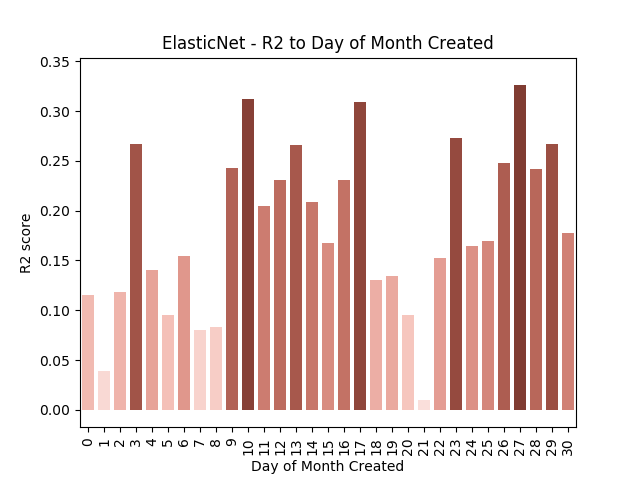 ElasticNet - R2 to Day of Month Created
0.35
0.30
0.25
0.20
0.15
0.10
0.05
0.00
R2 score
0 1 2 3 4 5 6 7 8 9 10 11 12 13 14 15 16 17 18 19 20 21 22 23 24 25 26 27 28 29 30
Day of Month Created